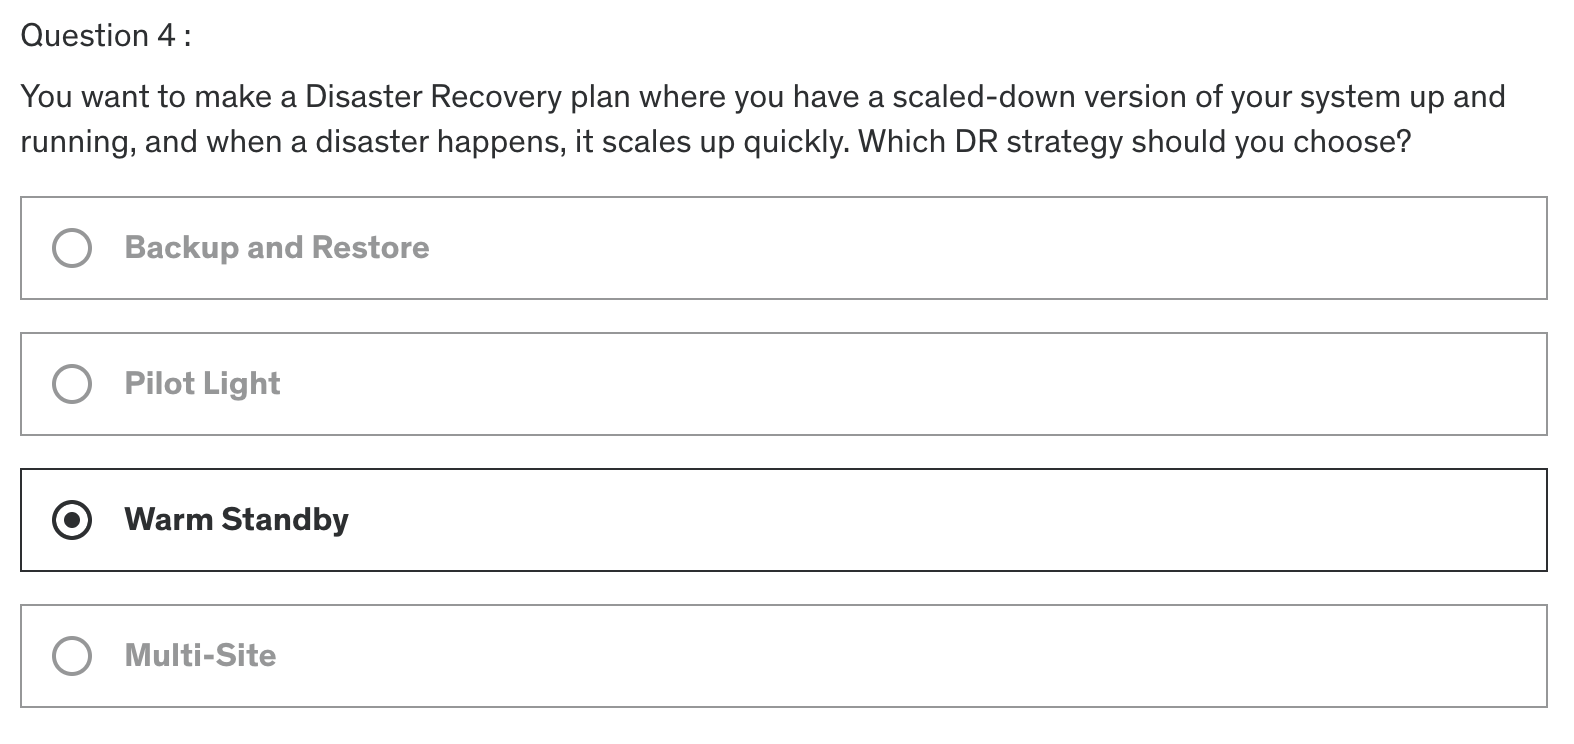 Question 4 :
You want to make a Disaster Recovery plan where you have a scaled-down version of your system up and
running, and when a disaster happens, it scales up quickly. Which DR strategy should you choose?
Backup and Restore
Pilot Light
Warm Standby
Multi-Site